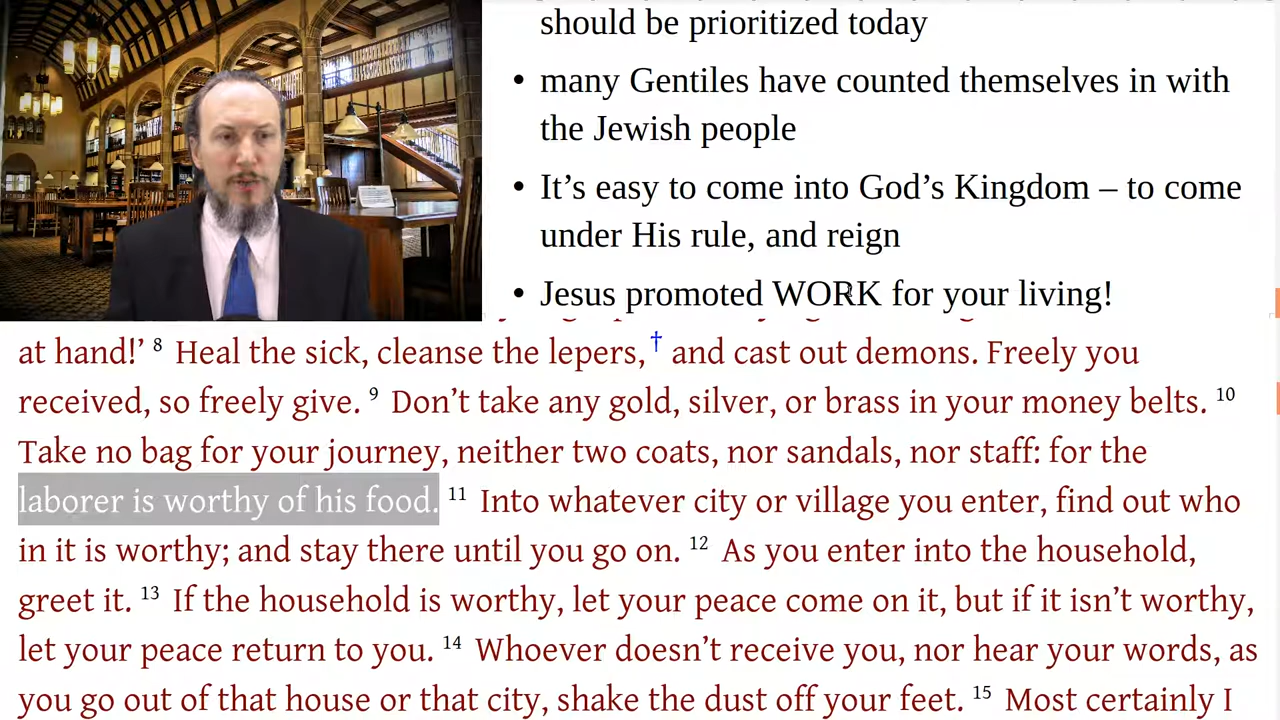 should be prioritized today
• many Gentiles have counted themselves in with
the Jewish people
• It’s easy to come into God’s Kingdom – to come
under His rule, and reign
• Jesus promoted WORK for your living!
at hand!’ 8 Heal the sick, cleanse the lepers,† and cast out demons. Freely you
received, so freely give. 9 Don’t take any gold, silver, or brass in your money belts. 10
Take no bag for your journey, neither two coats, nor sandals, nor staff: for the
laborer is worthy of his food. 11 Into whatever city or village you enter, find out who
in it is worthy; and stay there until you go on. 12 As you enter into the household,
greet it. 13 If the household is worthy, let your peace come on it, but if it isn’t worthy,
let your peace return to you. 14 Whoever doesn’t receive you, nor hear your words, as
you go out of that house or that city, shake the dust off your feet. 15 Most certainly I